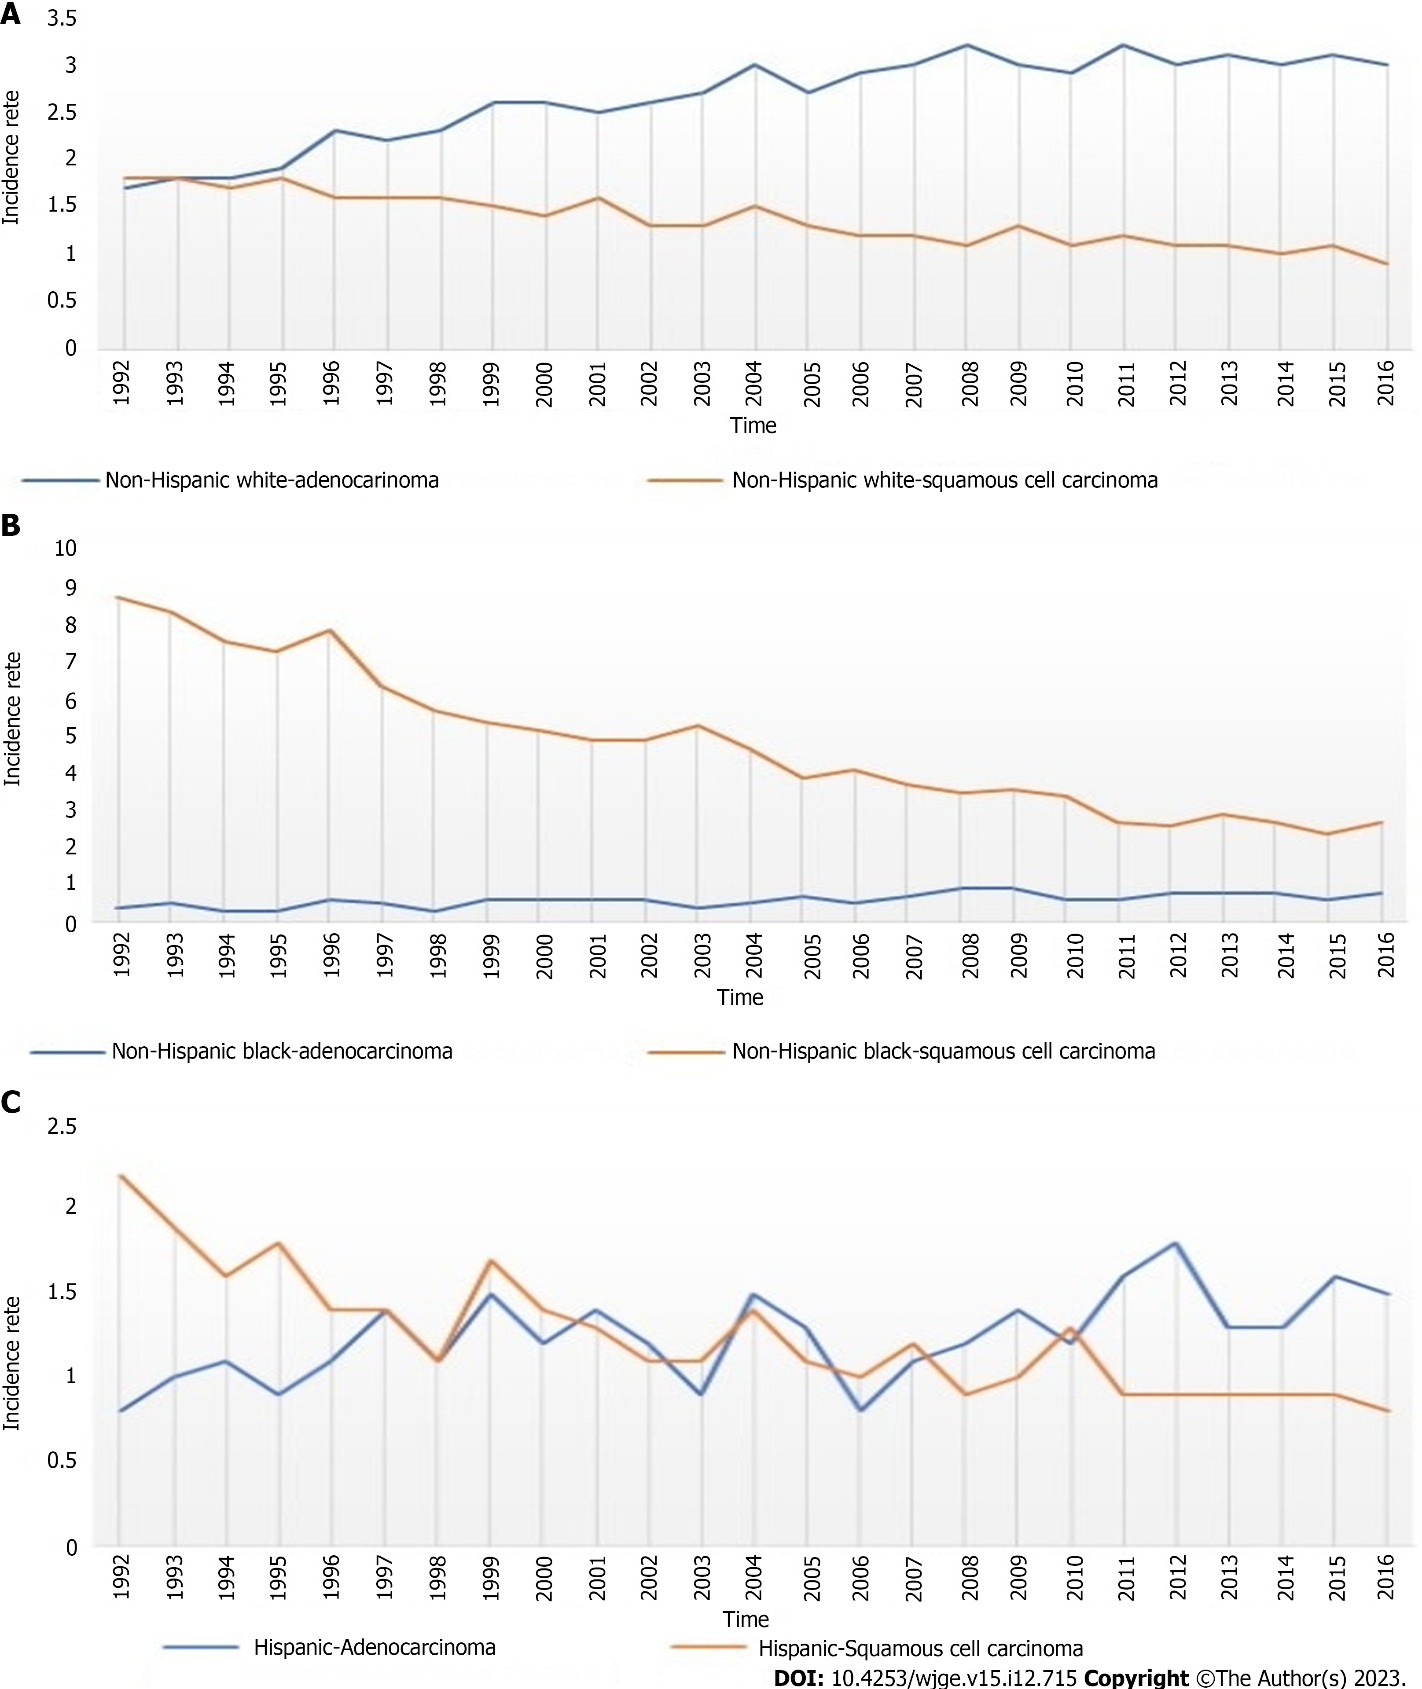 A
3.5
3
2.5
2
1.5
1
0.5
0
Incidence rete
1992 1993 1994 1995 1996 1997 1998 1999 2000 2001 2002 2003 2004 2005 2006 2007 2008 2009 2010 2011 2012 2013 2014 2015 2016
Time
Non-Hispanic white-adenocarinoma Non-Hispanic white-squamous cell carcinoma
B
10
9
8
7
6
5
4
3
2
1
0
Incidence rete
1992 1993 1994 1995 1996 1997 1998 1999 2000 2001 2002 2003 2004 2005 2006 2007 2008 2009 2010 2011 2012 2013 2014 2015 2016
Time
Non-Hispanic black-adenocarcinoma Non-Hispanic black-squamous cell carcinoma
C
2.5
2
1.5
1
0.5
0
Incidence rete
1992 1993 1994 1995 1996 1997 1998 1999 2000 2001 2002 2003 2004 2005 2006 2007 2008 2009 2010 2011 2012 2013 2014 2015 2016
Time
Hispanic-Adenocarcinoma Hispanic-Squamous cell carcinoma
DOI: 10.4253/wjge.v15.i12.715 Copyright ©The Author(s) 2023.